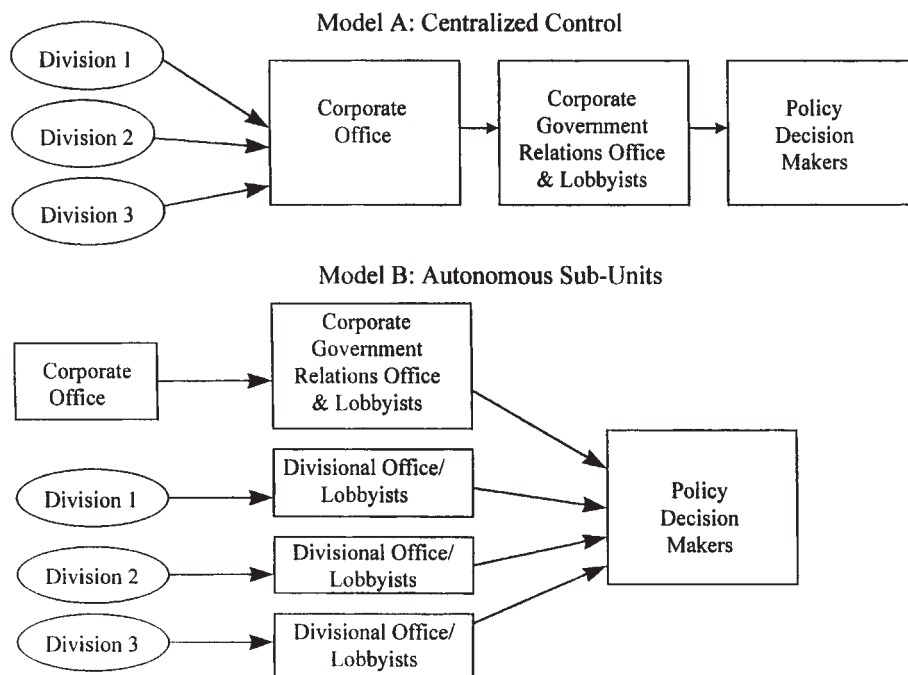 Model A: Centralized Control
Division 1
Division 2
Division 3
Corporate
Office
Corporate
Government
Relations Office
& Lobbyists
Policy
Decision
Makers
Model B: Autonomous Sub-Units
Corporate
Office
Corporate
Government
Relations Office
& Lobbyists
Division 1
Divisional Office/
Lobbyists
Division 2
Divisional Office/
Lobbyists
Division 3
Divisional Office/
Lobbyists
Policy
Decision
Makers